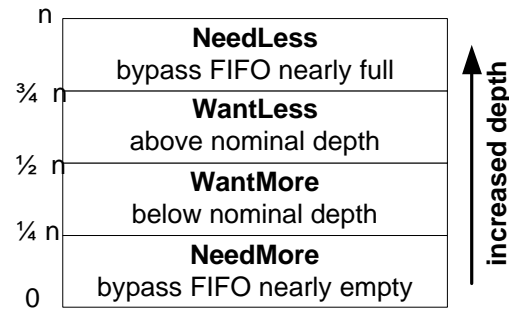 n
NeedLess
bypass FIFO nearly full
¾ n
WantLess
above nominal depth
½ n
WantMore
below nominal depth
¼ n
NeedMore
bypass FIFO nearly empty
0
increased depth